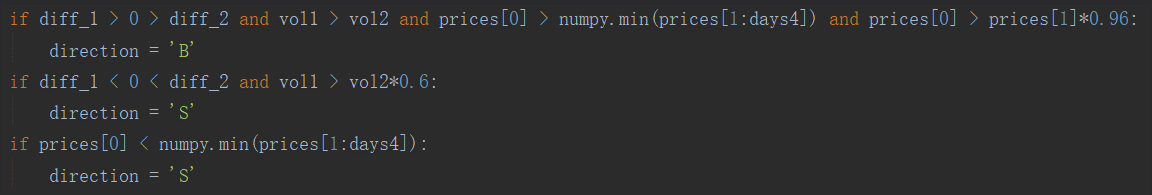 if diff_1 > 0 > diff_2 and vol1 > vol2 and prices[0] > numpy.min(prices[1:days4]) and prices[0] > prices[1]*0.96:
    direction = 'B'
if diff_1 < 0 < diff_2 and vol1 > vol2*0.6:
    direction = 'S'
if prices[0] < numpy.min(prices[1:days4]):
    direction = 'S'